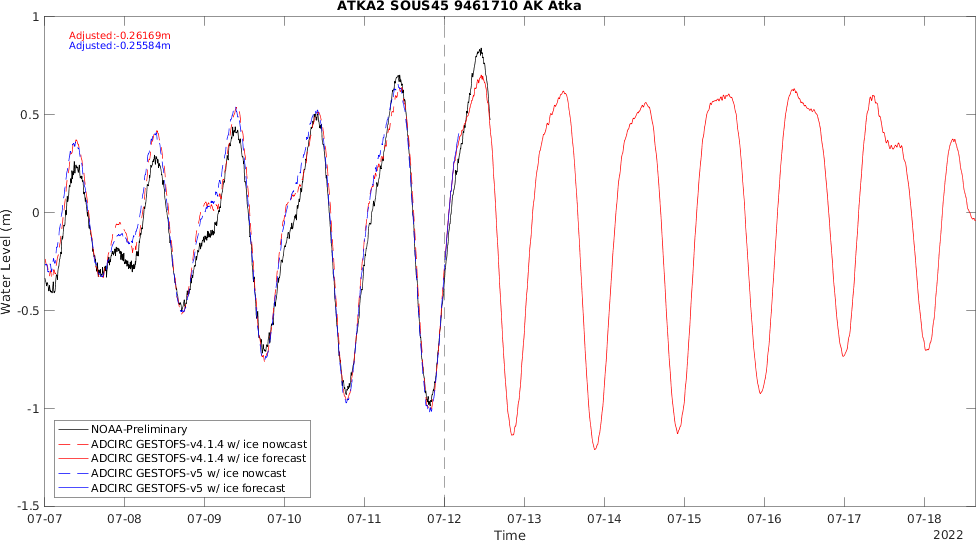 ATKA2 SOUS45 9461710 AK Atka
1
Adjusted:-0.26169m
Adjusted:-0.25584m
0.5
0
Water Level (m)
-0.5
-1
NOAA-Preliminary
ADCIRC GESTOFS-v4.1.4 w/ ice nowcast
ADCIRC GESTOFS-v4.1.4 w/ ice forecast
ADCIRC GESTOFS-v5 w/ ice nowcast
ADCIRC GESTOFS-v5 w/ ice forecast
-1.5
07-07 07-08 07-09 07-10 07-11 07-12 07-13 07-14 07-15 07-16 07-17 07-18
Time
2022